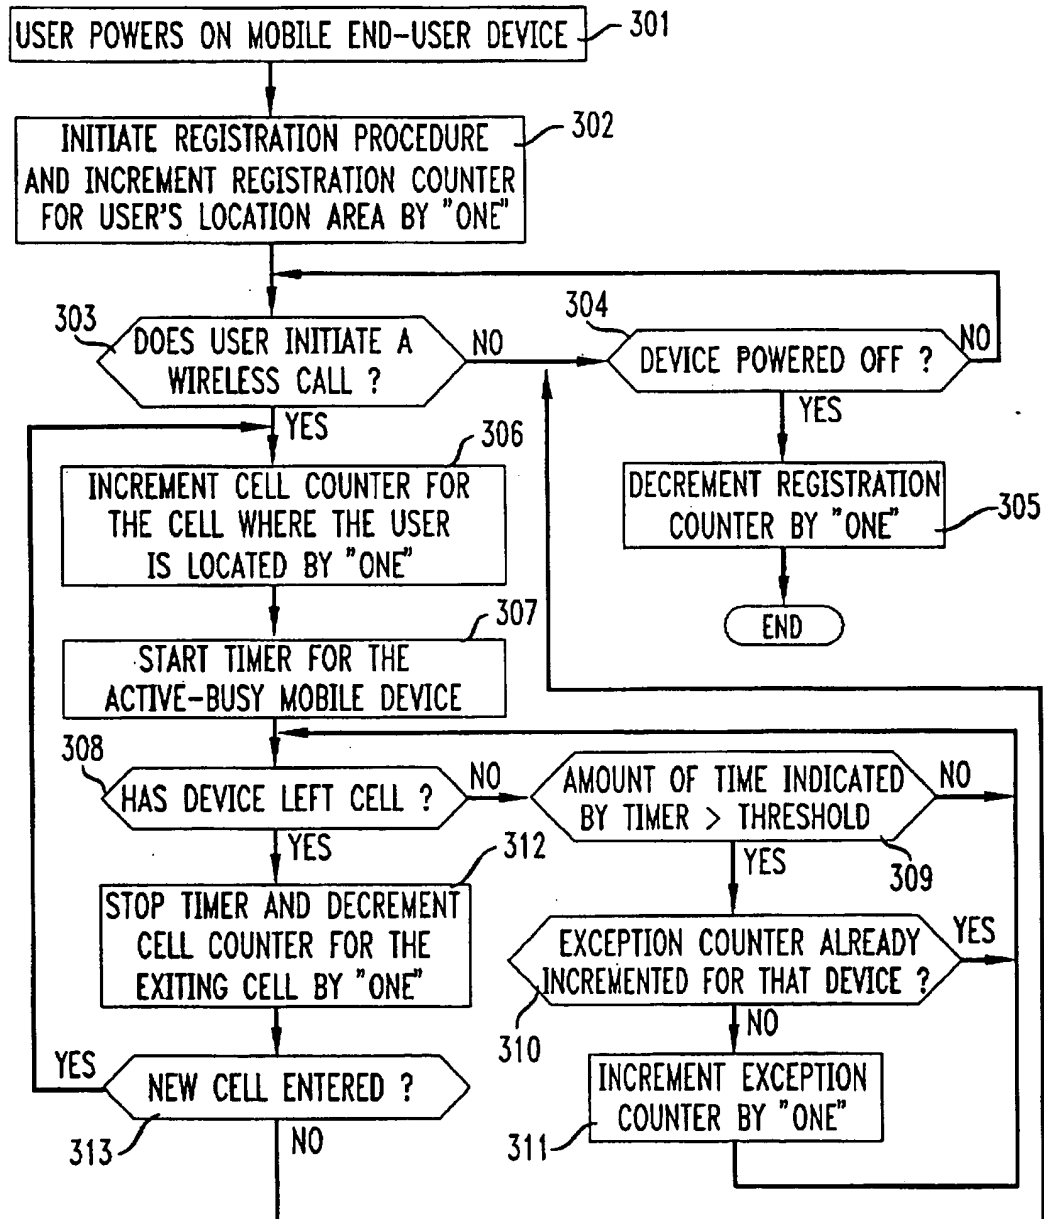 USER POWERS ON MOBILE END-USER DEVICE
301
INITIATE REGISTRATION PROCEDURE
AND INCREMENT REGISTRATION COUNTER
FOR USER'S LOCATION AREA BY "ONE"
302
303
DOES USER INITIATE A
WIRELESS CALL ?
NO
YES
304
DEVICE POWERED OFF ?
NO
YES
DECREMENT REGISTRATION
COUNTER BY "ONE"
305
END
306
INCREMENT CELL COUNTER FOR
THE CELL WHERE THE USER
IS LOCATED BY "ONE"
307
START TIMER FOR THE
ACTIVE-BUSY MOBILE DEVICE
308
HAS DEVICE LEFT CELL ?
NO
YES
AMOUNT OF TIME INDICATED
BY TIMER > THRESHOLD
NO
309
YES
312
STOP TIMER AND DECREMENT
CELL COUNTER FOR THE
EXITING CELL BY "ONE"
EXCEPTION COUNTER ALREADY
INCREMENTED FOR THAT DEVICE ?
YES
310
NO
INCREMENT EXCEPTION
COUNTER BY "ONE"
311
YES
NEW CELL ENTERED ?
313
NO